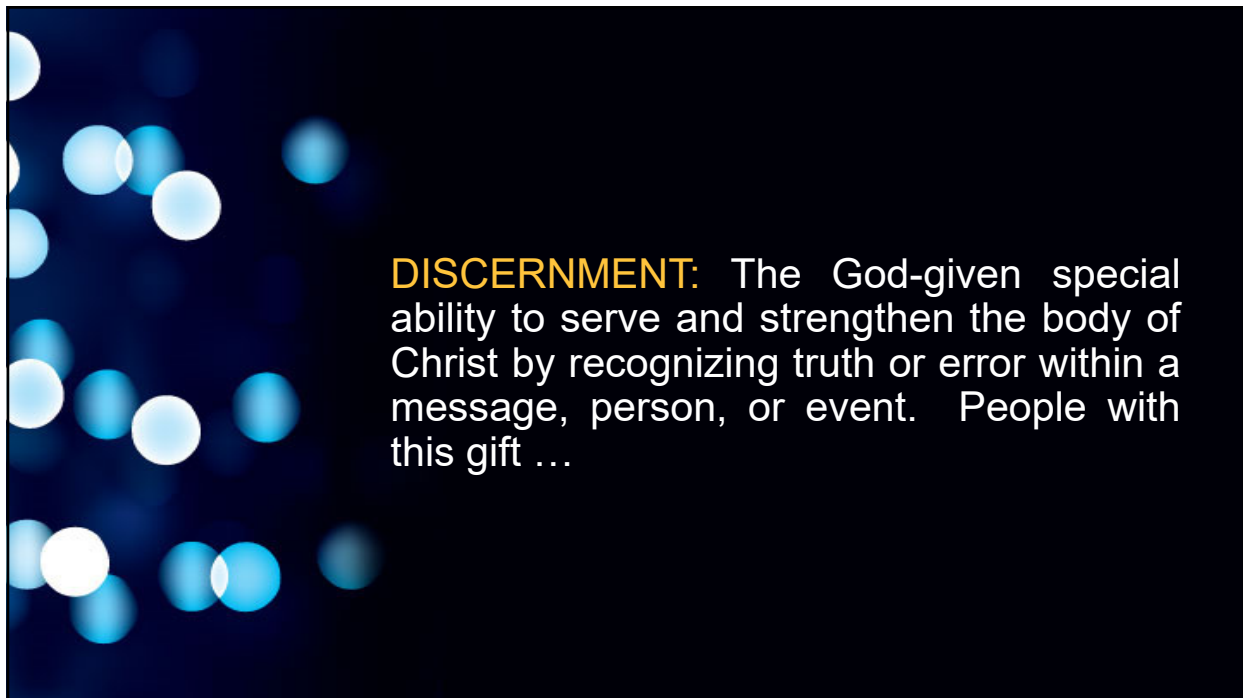 DISCERNMENT: The God-given special
ability to serve and strengthen the body of
Christ by recognizing truth or error within a
message, person, or event. People with
this gift …